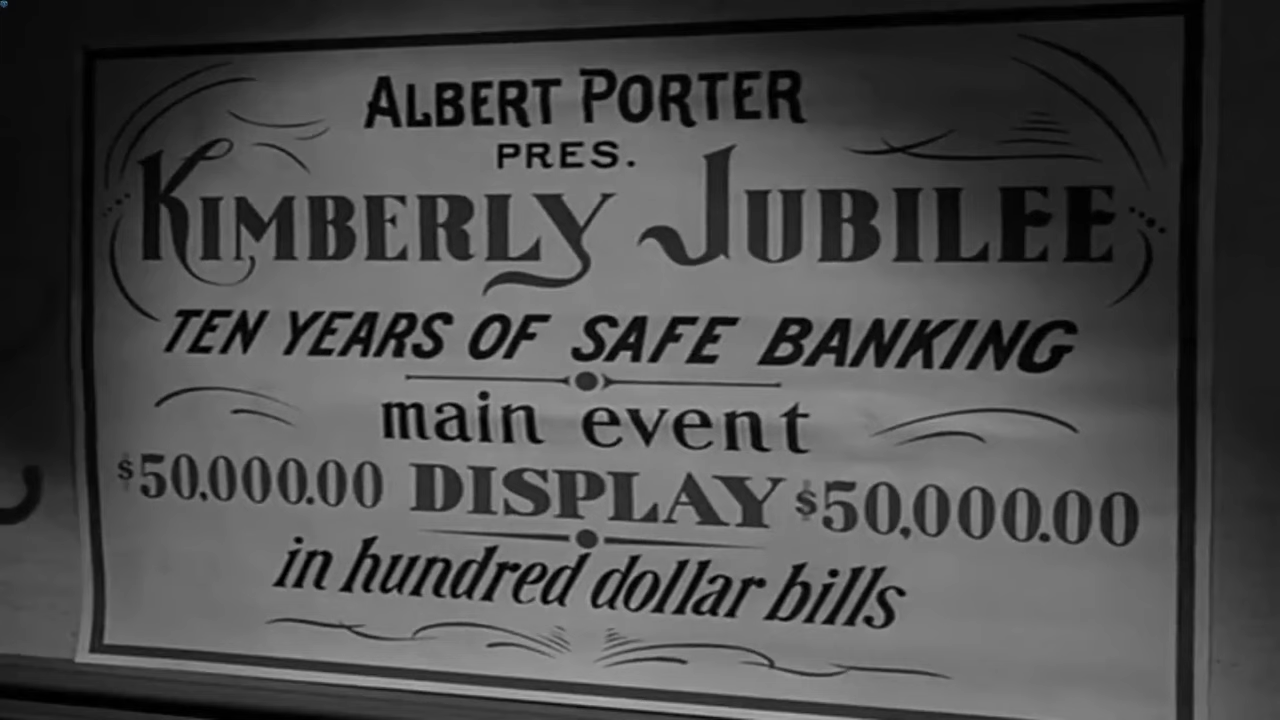 ALBERT PORTER
PRES.
KIMBERLY JUBILEE
TEN YEARS OF SAFE BANKING
main event
$50,000.00 DISPLAY $50,000.00
in hundred dollar bills